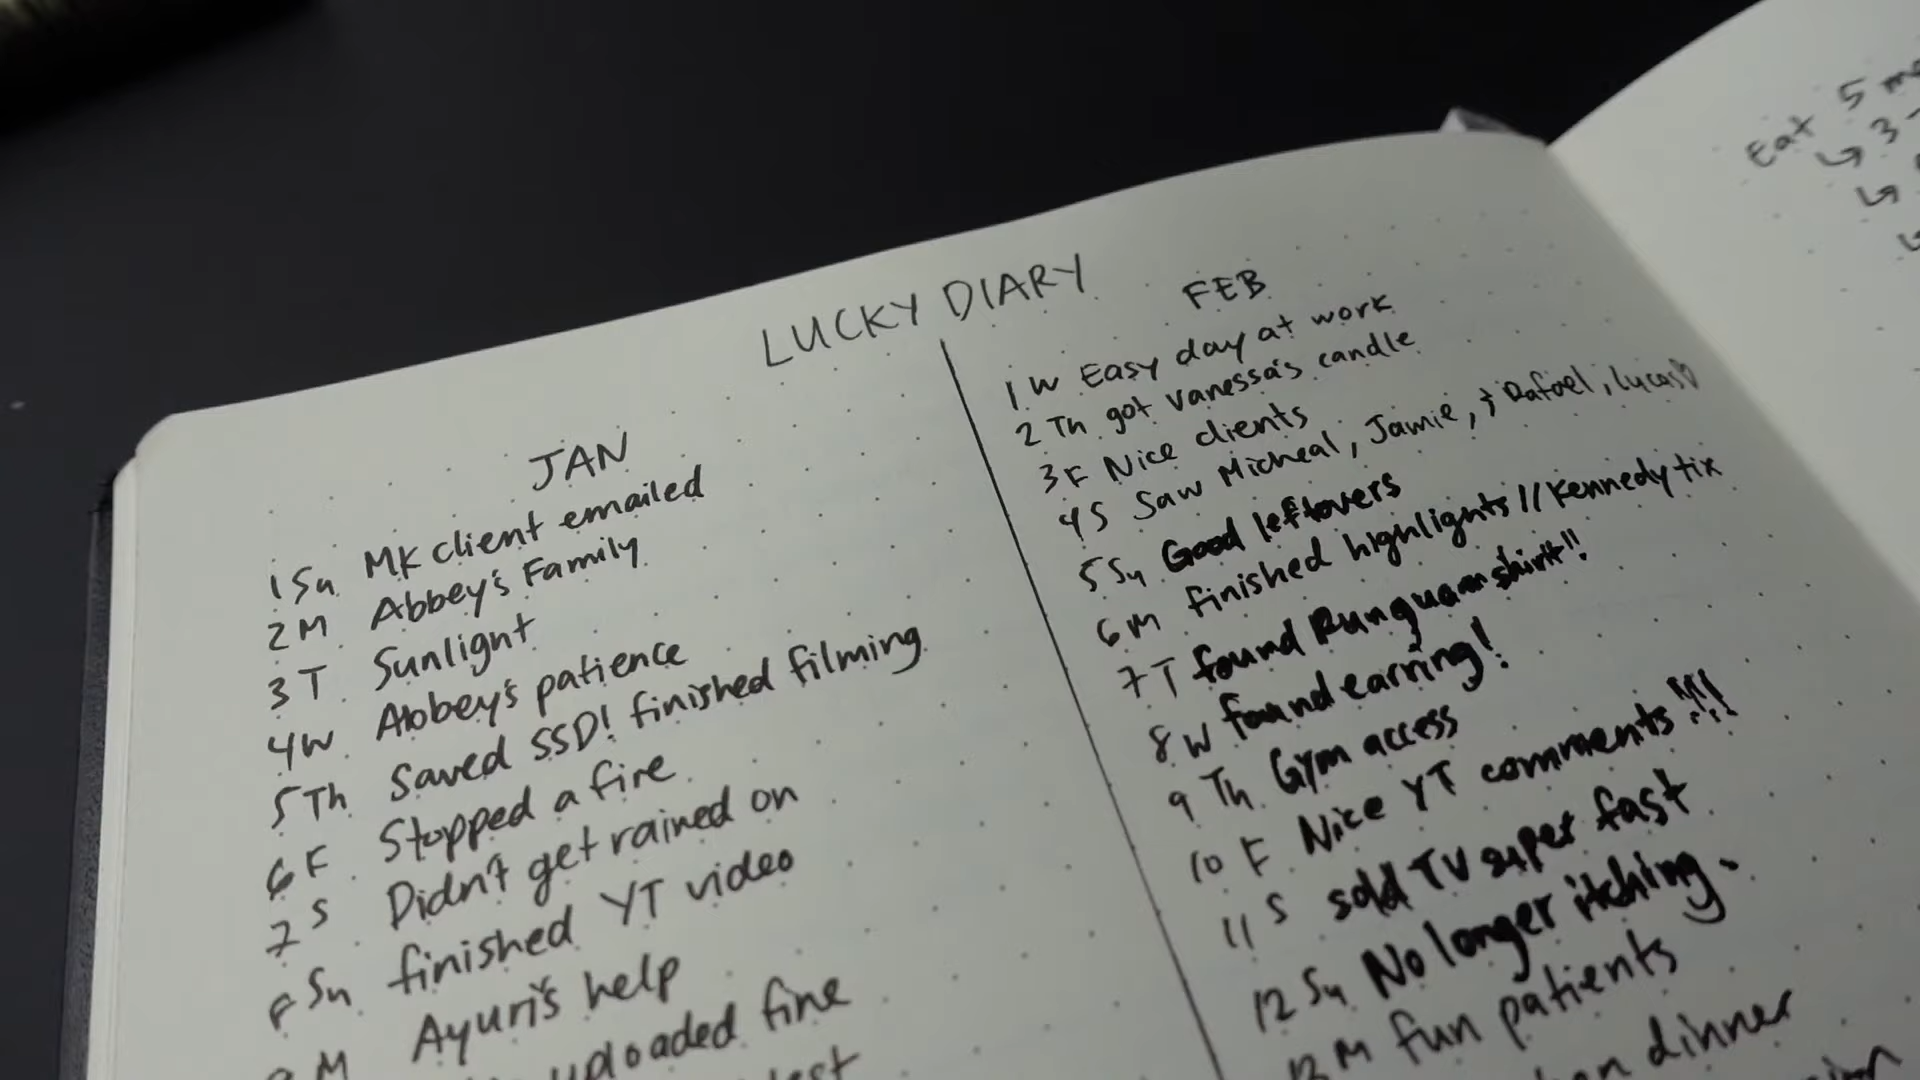 LUCKY DIARY
JAN
1 Su MK client emailed
2 M Abbey's Family
3 T Sunlight
4 W Abbey's patience
5 Th Saved SSD! finished filming
6 F Stopped a fire
7 S Didn't get rained on
8 Su finished YT video
9 M Ayuri's help
uploaded fine
FEB
1 W Easy day at work
2 Th got Vanessa's candle
3 F Nice clients
4 S Saw Micheal, Jamie, + Rafael, Lucas♡
5 Su Good leftovers
6 M finished highlights // Kennedy tix
7 T found Runguam shirt!!
8 W found earring!
9 Th Gym access
10 F Nice YT comments!!!
11 S sold TV super fast
12 Su No longer itching.
13 M fun patients
dinner
Eat 5
↳ 3
↳
↳